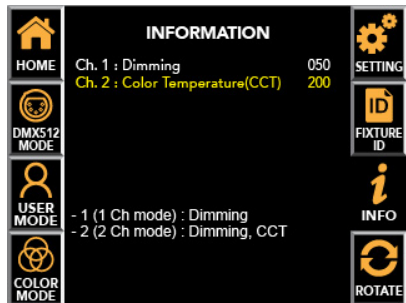 INFORMATION
HOME
Ch. 1 : Dimming 050
Ch. 2 : Color Temperature(CCT) 200
SETTING
DMX512
MODE
ID
FIXTURE
ID
USER
MODE
i
INFO
- 1 (1 Ch mode) : Dimming
- 2 (2 Ch mode) : Dimming, CCT
COLOR
MODE
ROTATE